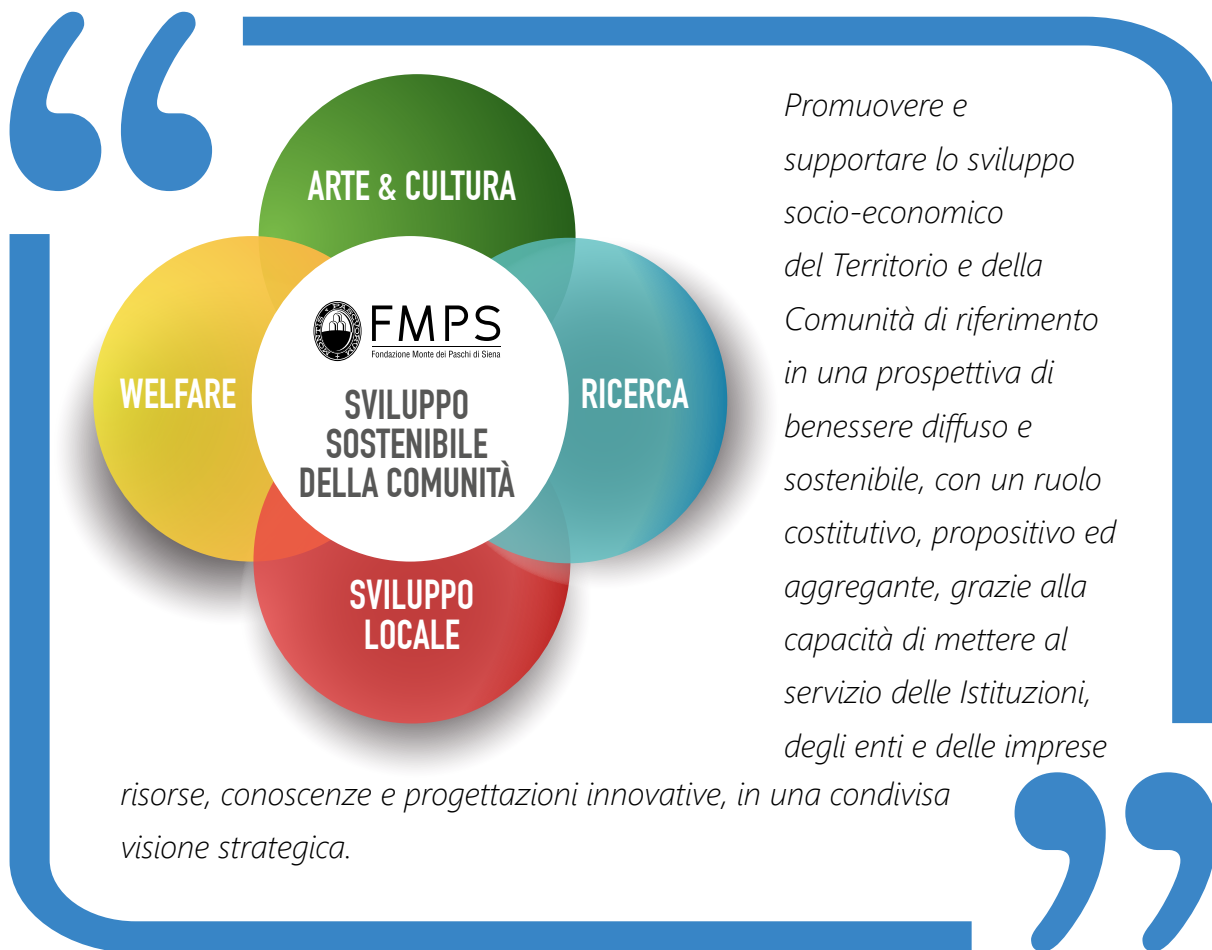 ARTE & CULTURA
WELFARE
FMPS
Fondazione Monte dei Paschi di Siena
SVILUPPO
SOSTENIBILE
DELLA COMUNITÀ
RICERCA
SVILUPPO
LOCALE
Promuovere e
supportare lo sviluppo
socio-economico
del Territorio e della
Comunità di riferimento
in una prospettiva di
benessere diffuso e
sostenibile, con un ruolo
costitutivo, propositivo ed
aggregante, grazie alla
capacità di mettere al
servizio delle Istituzioni,
degli enti e delle imprese
risorse, conoscenze e progettazioni innovative, in una condivisa
visione strategica.